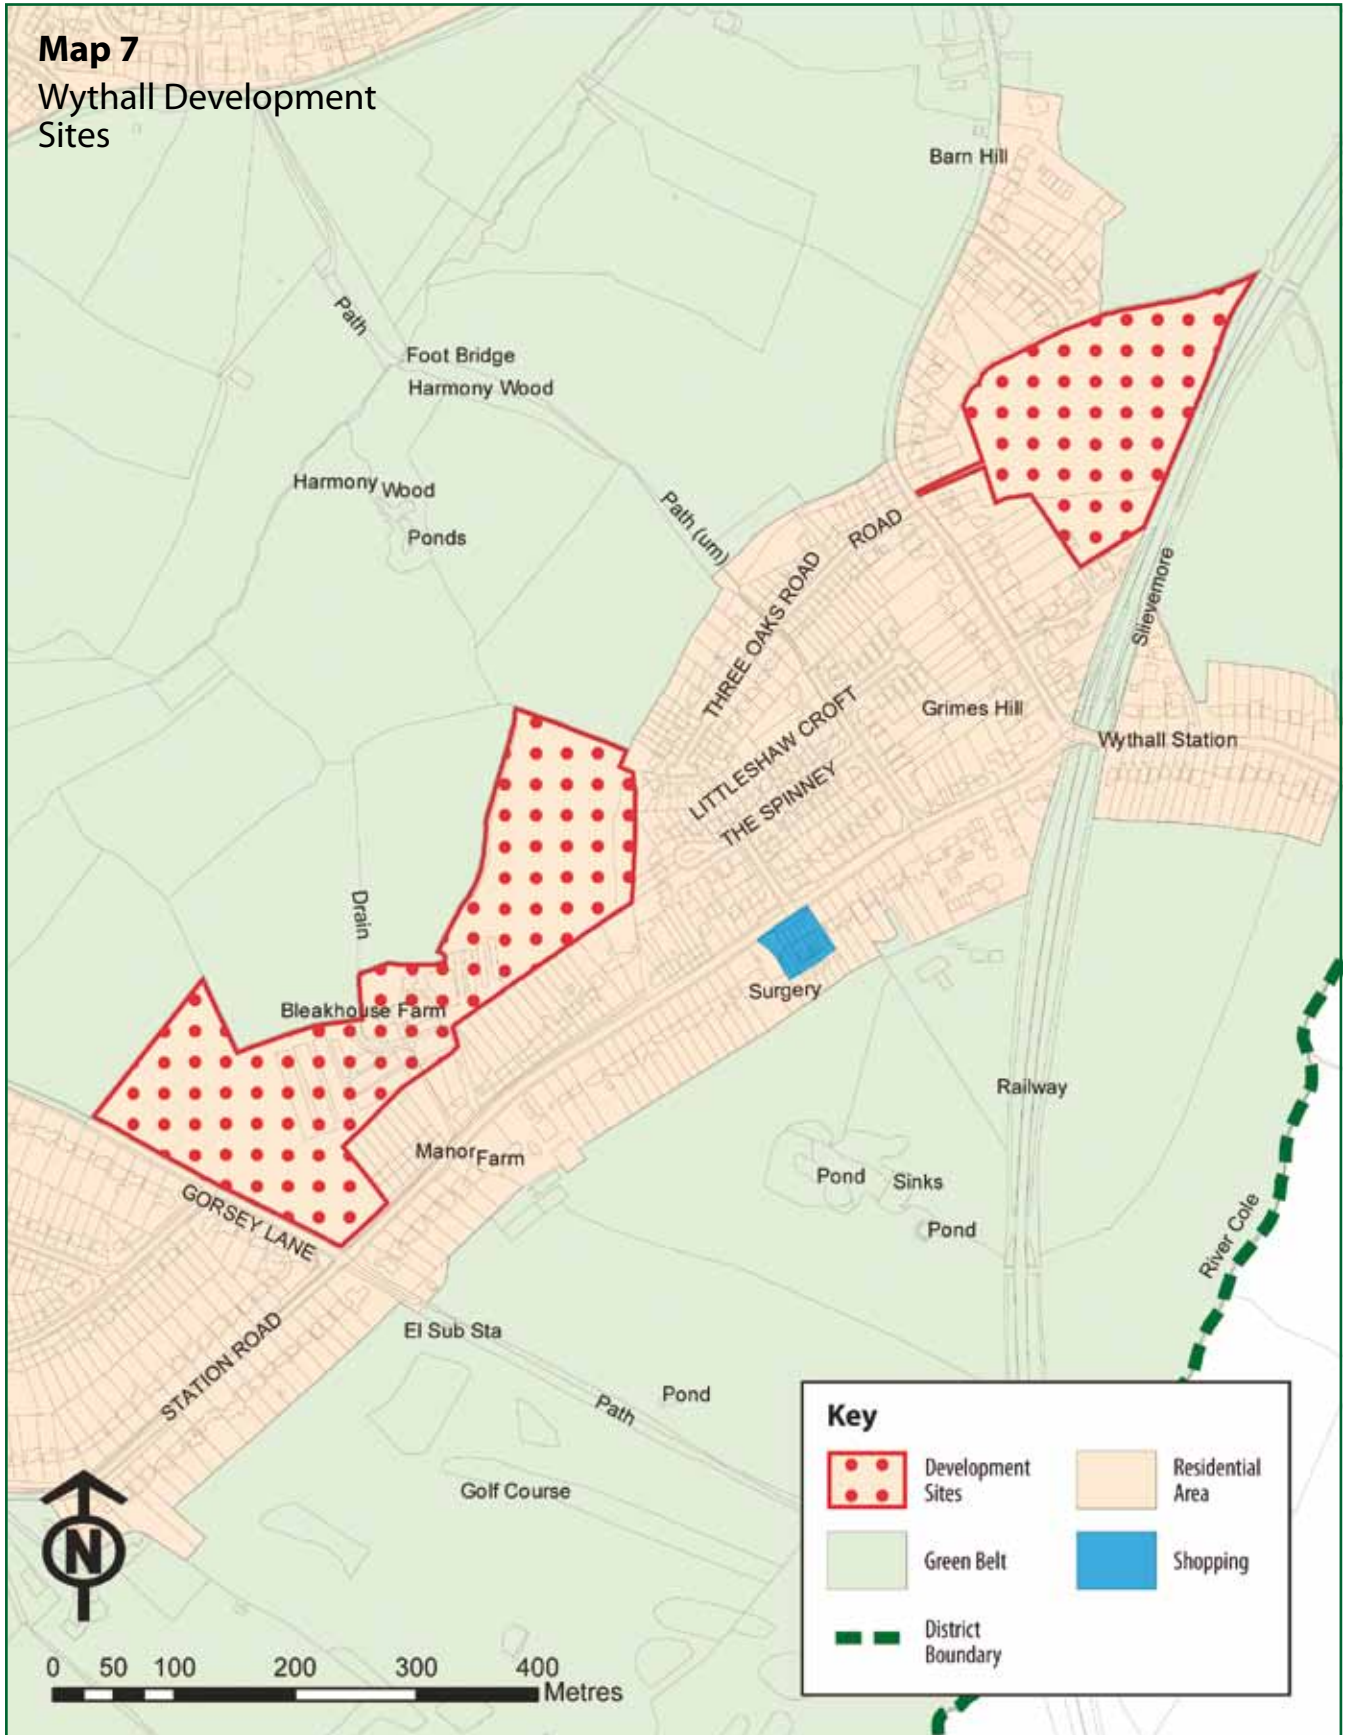 Map 7
Wythall Development
Sites
Barn Hill
Path
Foot Bridge
Harmony Wood
Harmony Wood
Ponds
Path (um)
THREE OAKS ROAD
ROAD
Slievemore
LITTLESHAW CROFT
Grimes Hill
THE SPINNEY
Wythall Station
Drain
Surgery
Bleakhouse Farm
Railway
Manor Farm
Pond
Sinks
Pond
GORSEY LANE
River Cole
STATION ROAD
El Sub Sta
Path
Pond
Golf Course
Key
Development
Sites
Residential
Area
Green Belt
Shopping
District
Boundary
N
0 50 100 200 300 400
Metres